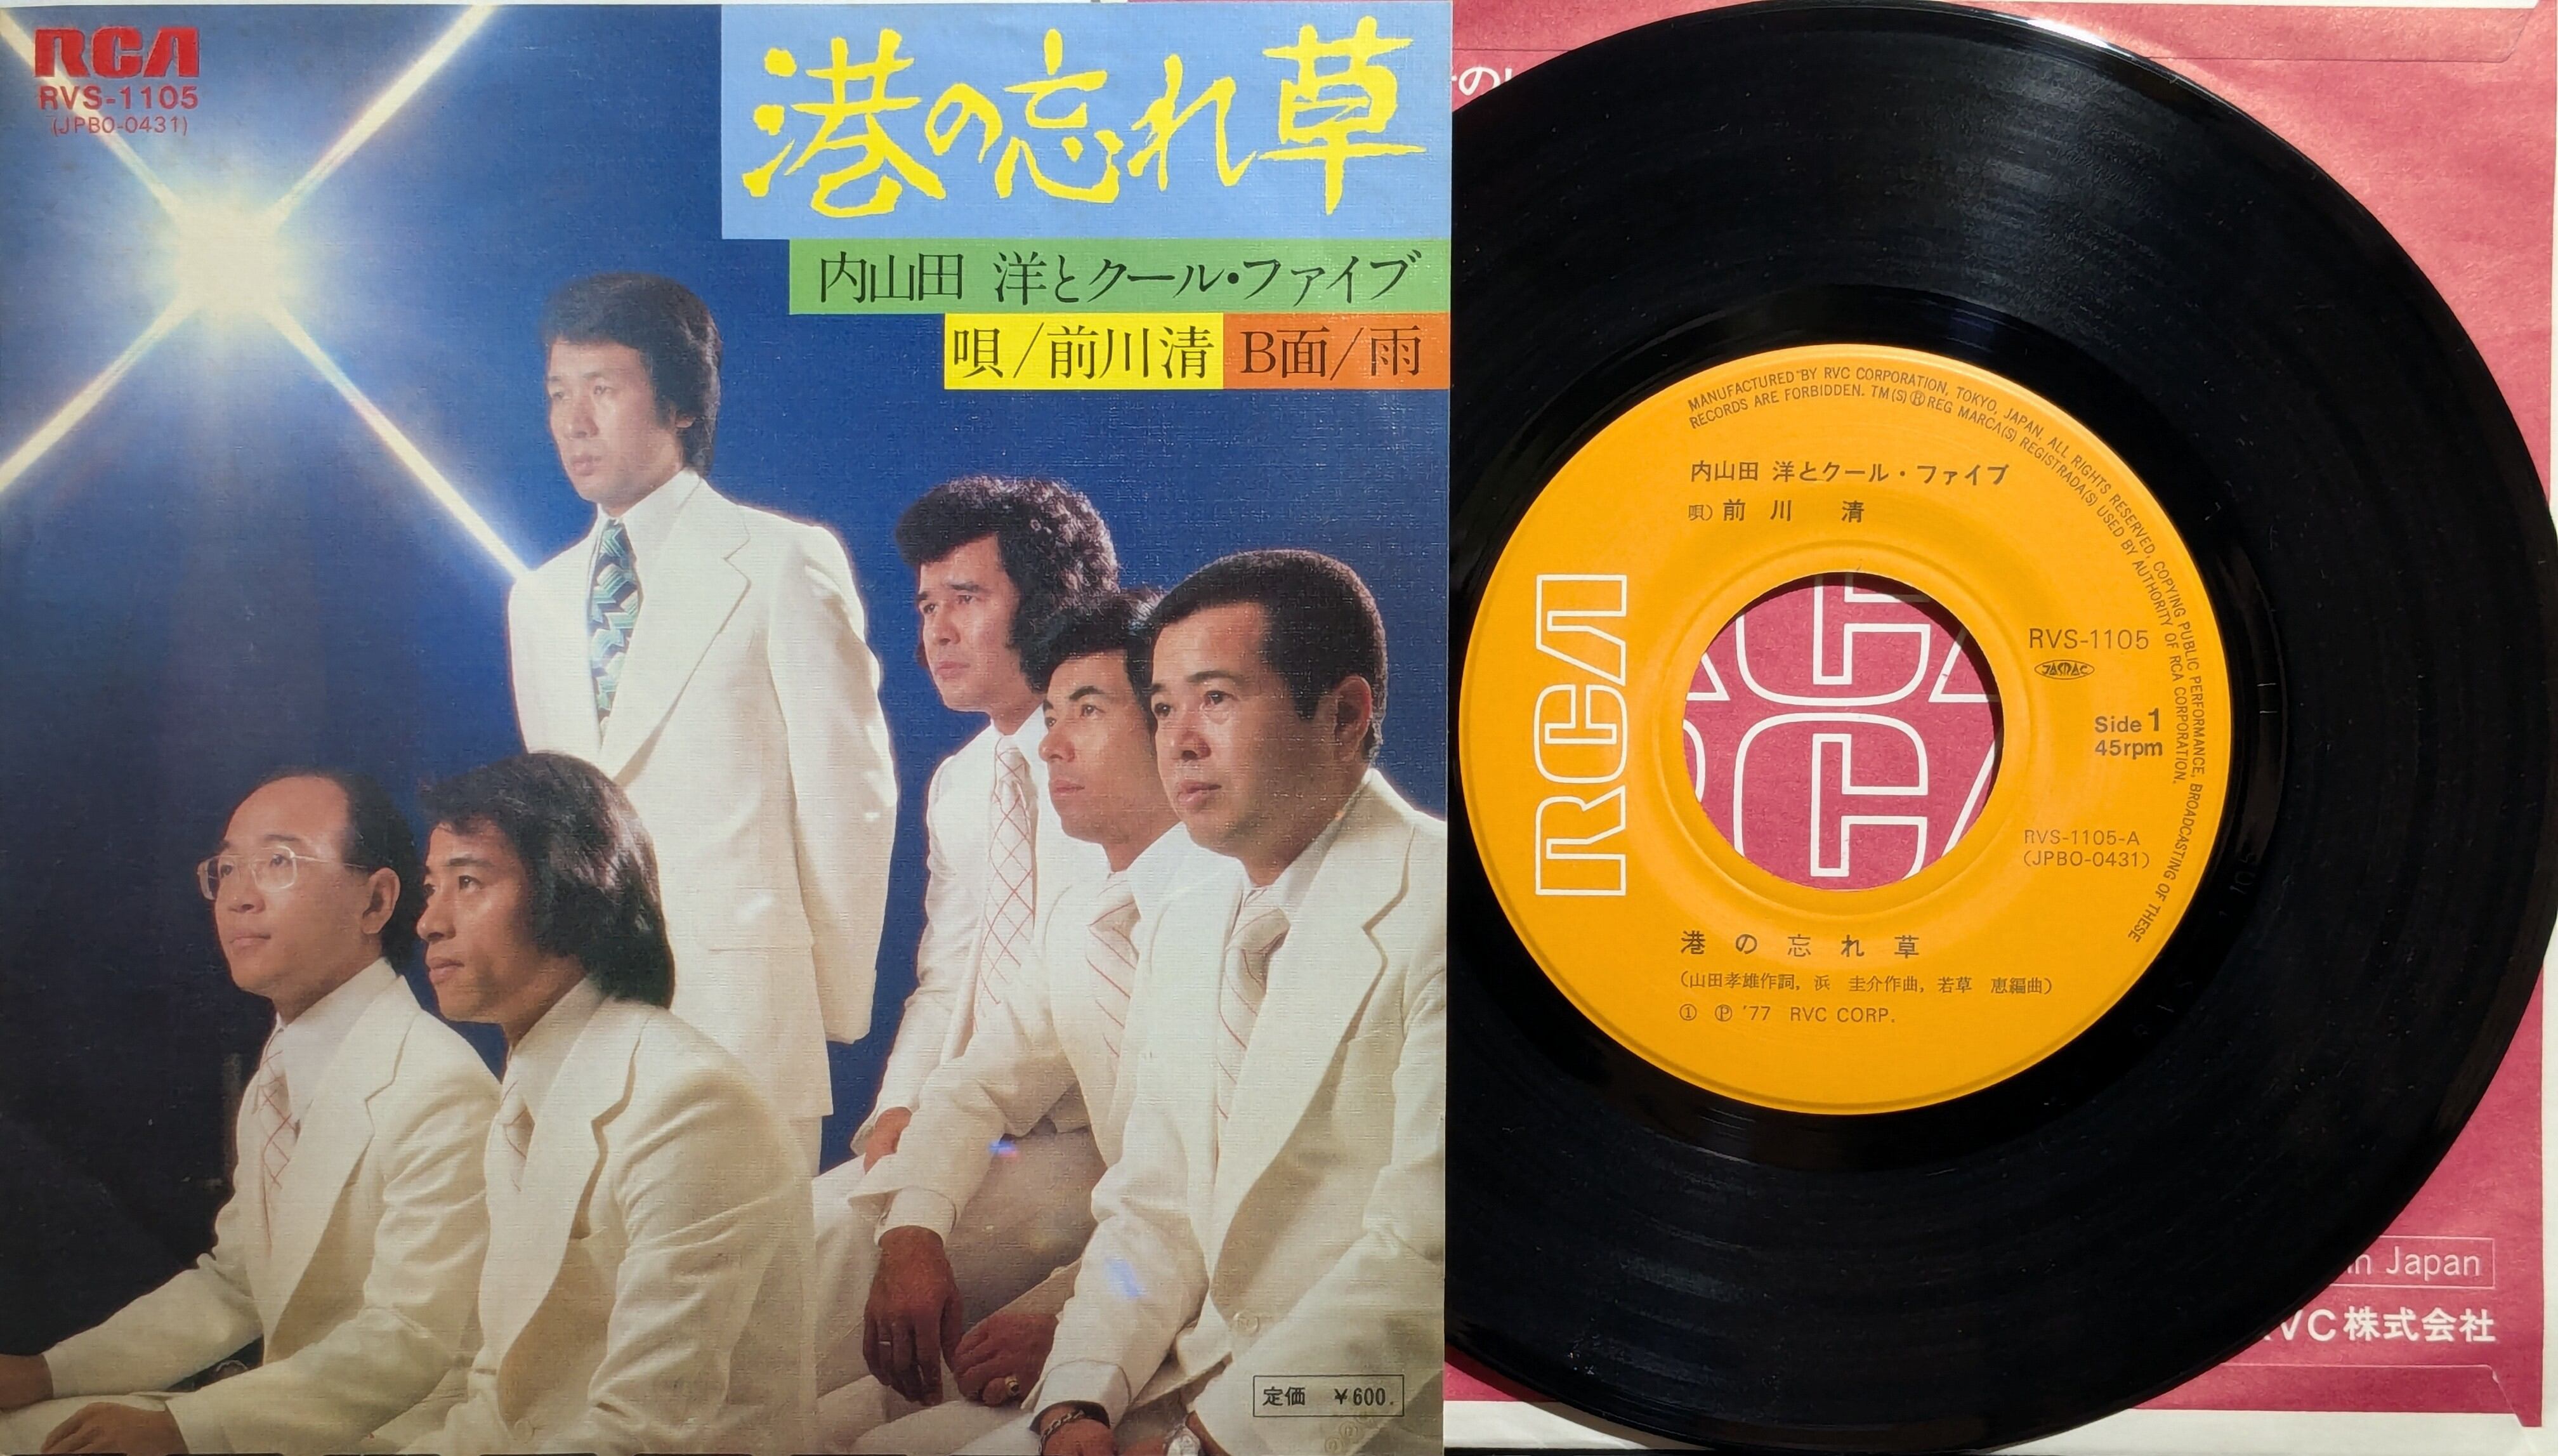 RCA
RVS-1105
(JPBO-0431)
港の忘れ草
内山田 洋とクール・ファイブ
唄/前川清 B面/雨
定価 ¥600.
MANUFACTURED BY RVC CORPORATION, TOKYO, JAPAN. ALL RIGHTS RESERVED, COPYING PUBLIC PERFORMANCE, BROADCASTING OF THESE
RECORDS ARE FORBIDDEN. TM(S)®REG MARCA(S) REGISTRADA(S) USED BY AUTHORITY OF RCA CORPORATION.
内山田 洋とクール・ファイブ
唄)前川 清
RCA
RVS-1105
JASRAC
Side 1
45rpm
RVS-1105-A
(JPBO-0431)
港の忘れ草
(山田孝雄作詞, 浜 圭介作曲, 若草 恵編曲)
① Ⓟ '77 RVC CORP.
in Japan
RVC株式会社